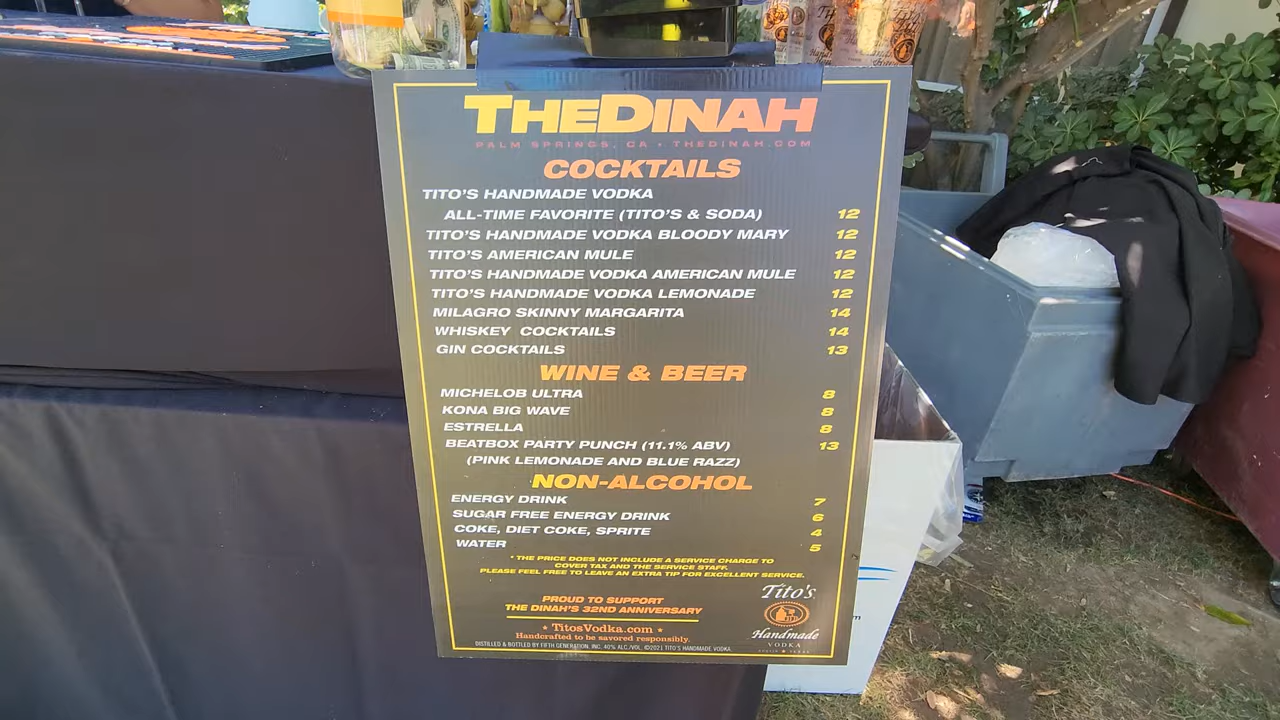 THEDINAH
PALM SPRINGS, CA • THEDINAH.COM
COCKTAILS
TITO'S HANDMADE VODKA
ALL-TIME FAVORITE (TITO'S & SODA) 12
TITO'S HANDMADE VODKA BLOODY MARY 12
TITO'S AMERICAN MULE 12
TITO'S HANDMADE VODKA AMERICAN MULE 12
TITO'S HANDMADE VODKA LEMONADE 12
MILAGRO SKINNY MARGARITA 14
WHISKEY COCKTAILS 14
GIN COCKTAILS 13
WINE & BEER
MICHELOB ULTRA 8
KONA BIG WAVE 8
ESTRELLA 8
BEATBOX PARTY PUNCH (11.1% ABV) 13
(PINK LEMONADE AND BLUE RAZZ)
NON-ALCOHOL
ENERGY DRINK 7
SUGAR FREE ENERGY DRINK 6
COKE, DIET COKE, SPRITE 4
WATER 5
* THE PRICE DOES NOT INCLUDE A SERVICE CHARGE TO
COVER TAX AND THE SERVICE STAFF.
PLEASE FEEL FREE TO LEAVE AN EXTRA TIP FOR EXCELLENT SERVICE.
PROUD TO SUPPORT
THE DINAH'S 32ND ANNIVERSARY
* TitosVodka.com *
Handcrafted to be savored responsibly.
DISTILLED & BOTTLED BY FIFTH GENERATION, INC. 40% ALC./VOL. ©2021 TITO'S HANDMADE VODKA.
Tito's
Handmade
VODKA